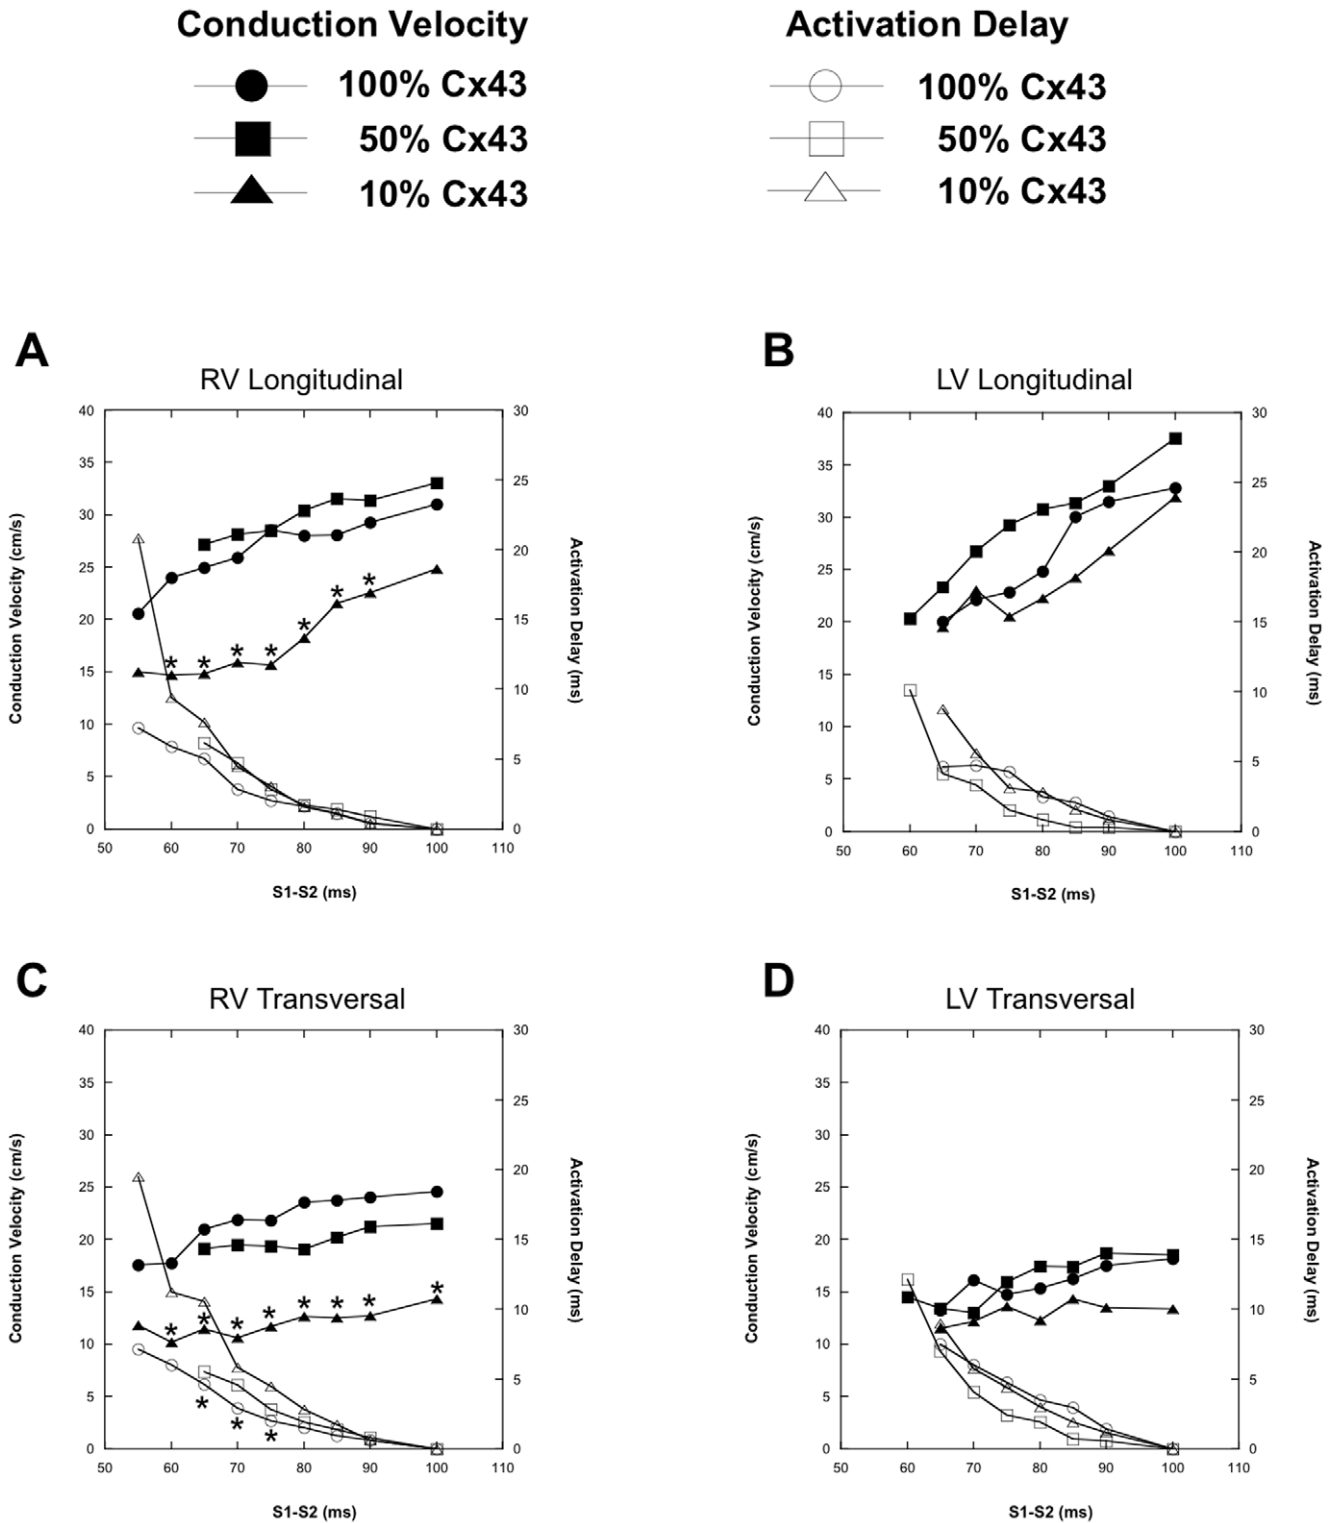 Conduction Velocity
100% Cx43
50% Cx43
10% Cx43
Activation Delay
100% Cx43
50% Cx43
10% Cx43
A
RV Longitudinal
40
35
30
25
20
15
10
5
0
Conduction Velocity (cm/s)
30
25
20
15
10
5
0
Activation Delay (ms)
* * * * * * *
50 60 70 80 90 100 110
S1-S2 (ms)
B
LV Longitudinal
40
35
30
25
20
15
10
5
0
Conduction Velocity (cm/s)
30
25
20
15
10
5
0
Activation Delay (ms)
50 60 70 80 90 100 110
S1-S2 (ms)
C
RV Transversal
40
35
30
25
20
15
10
5
0
Conduction Velocity (cm/s)
30
25
20
15
10
5
0
Activation Delay (ms)
* * * * * * * *
* * *
50 60 70 80 90 100 110
S1-S2 (ms)
D
LV Transversal
40
35
30
25
20
15
10
5
0
Conduction Velocity (cm/s)
30
25
20
15
10
5
0
Activation Delay (ms)
50 60 70 80 90 100 110
S1-S2 (ms)